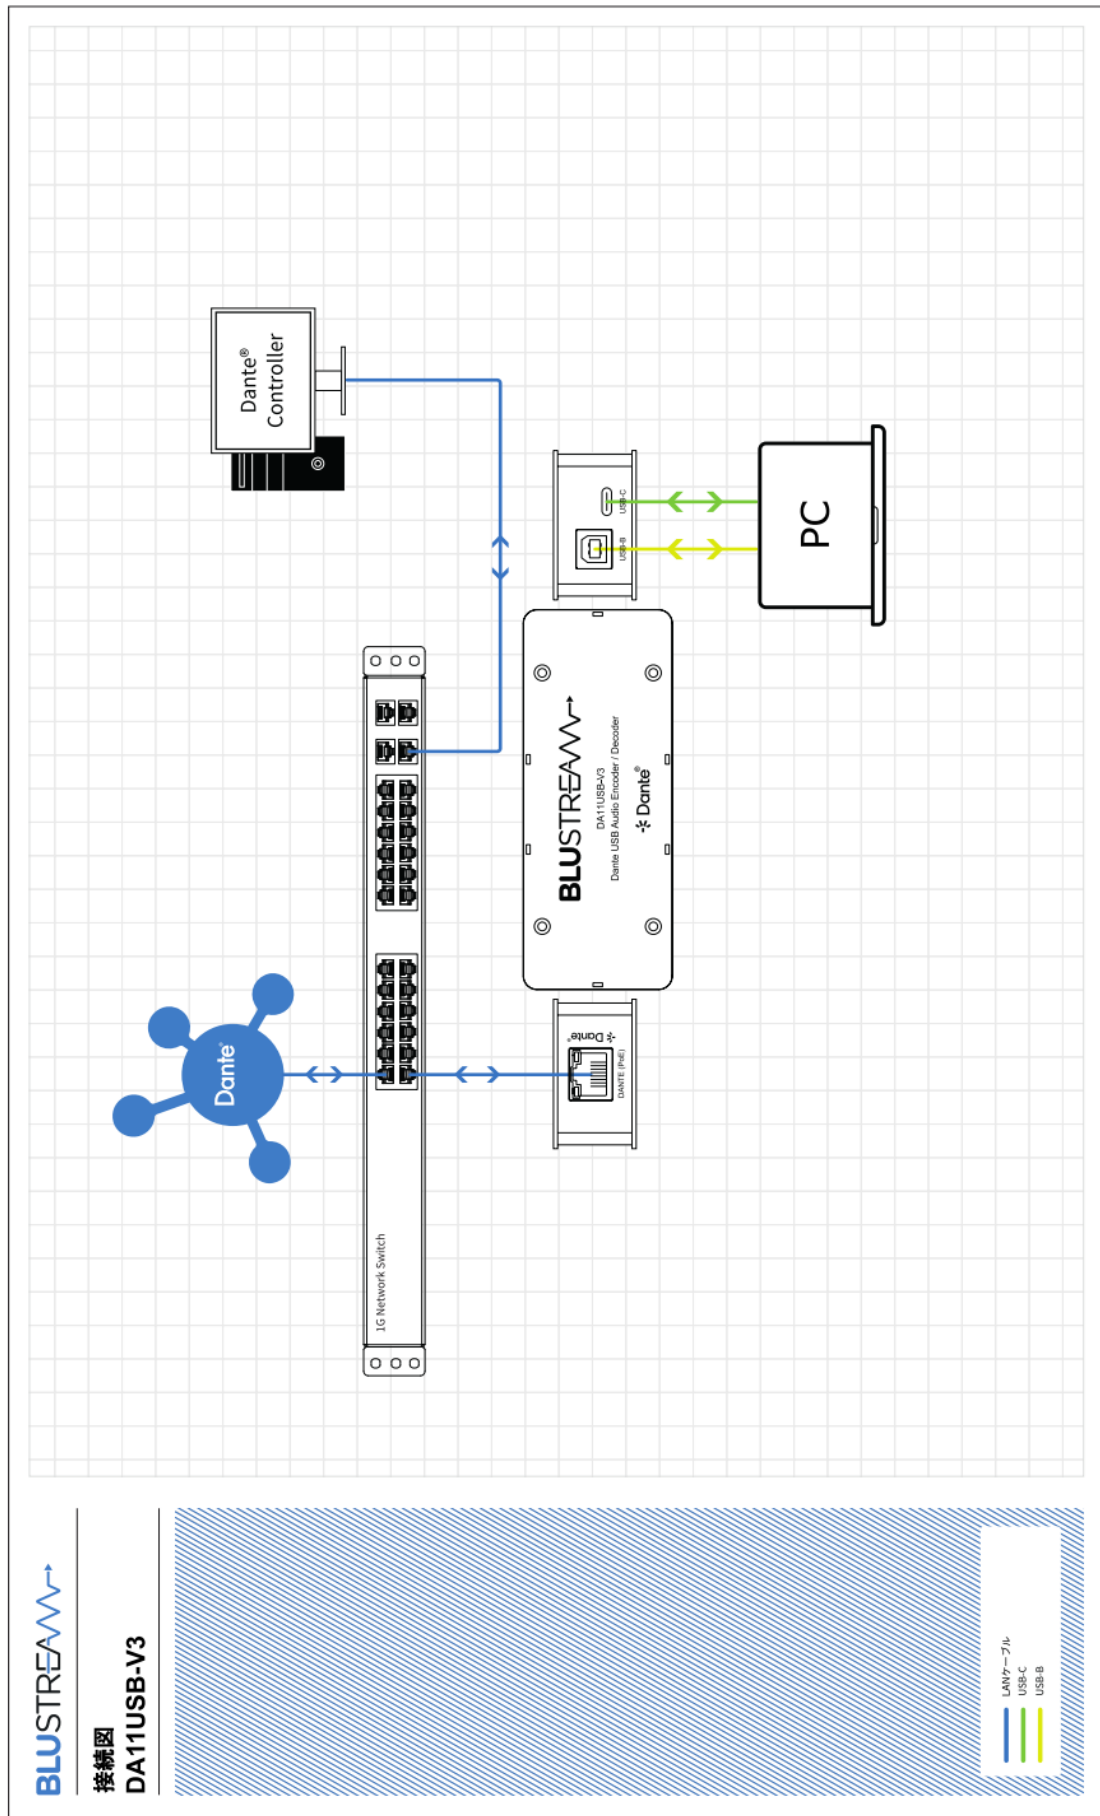 BLUSTREAM
接続図
DA11USB-V3
Dante®
Controller
Dante®
1G Network Switch
BLUSTREAM
DA11USB-V3
Dante USB Audio Encoder / Decoder
Dante®
Dante®
DANTE (PoE)
USB-B
USB-C
PC
LANケーブル
USB-C
USB-B